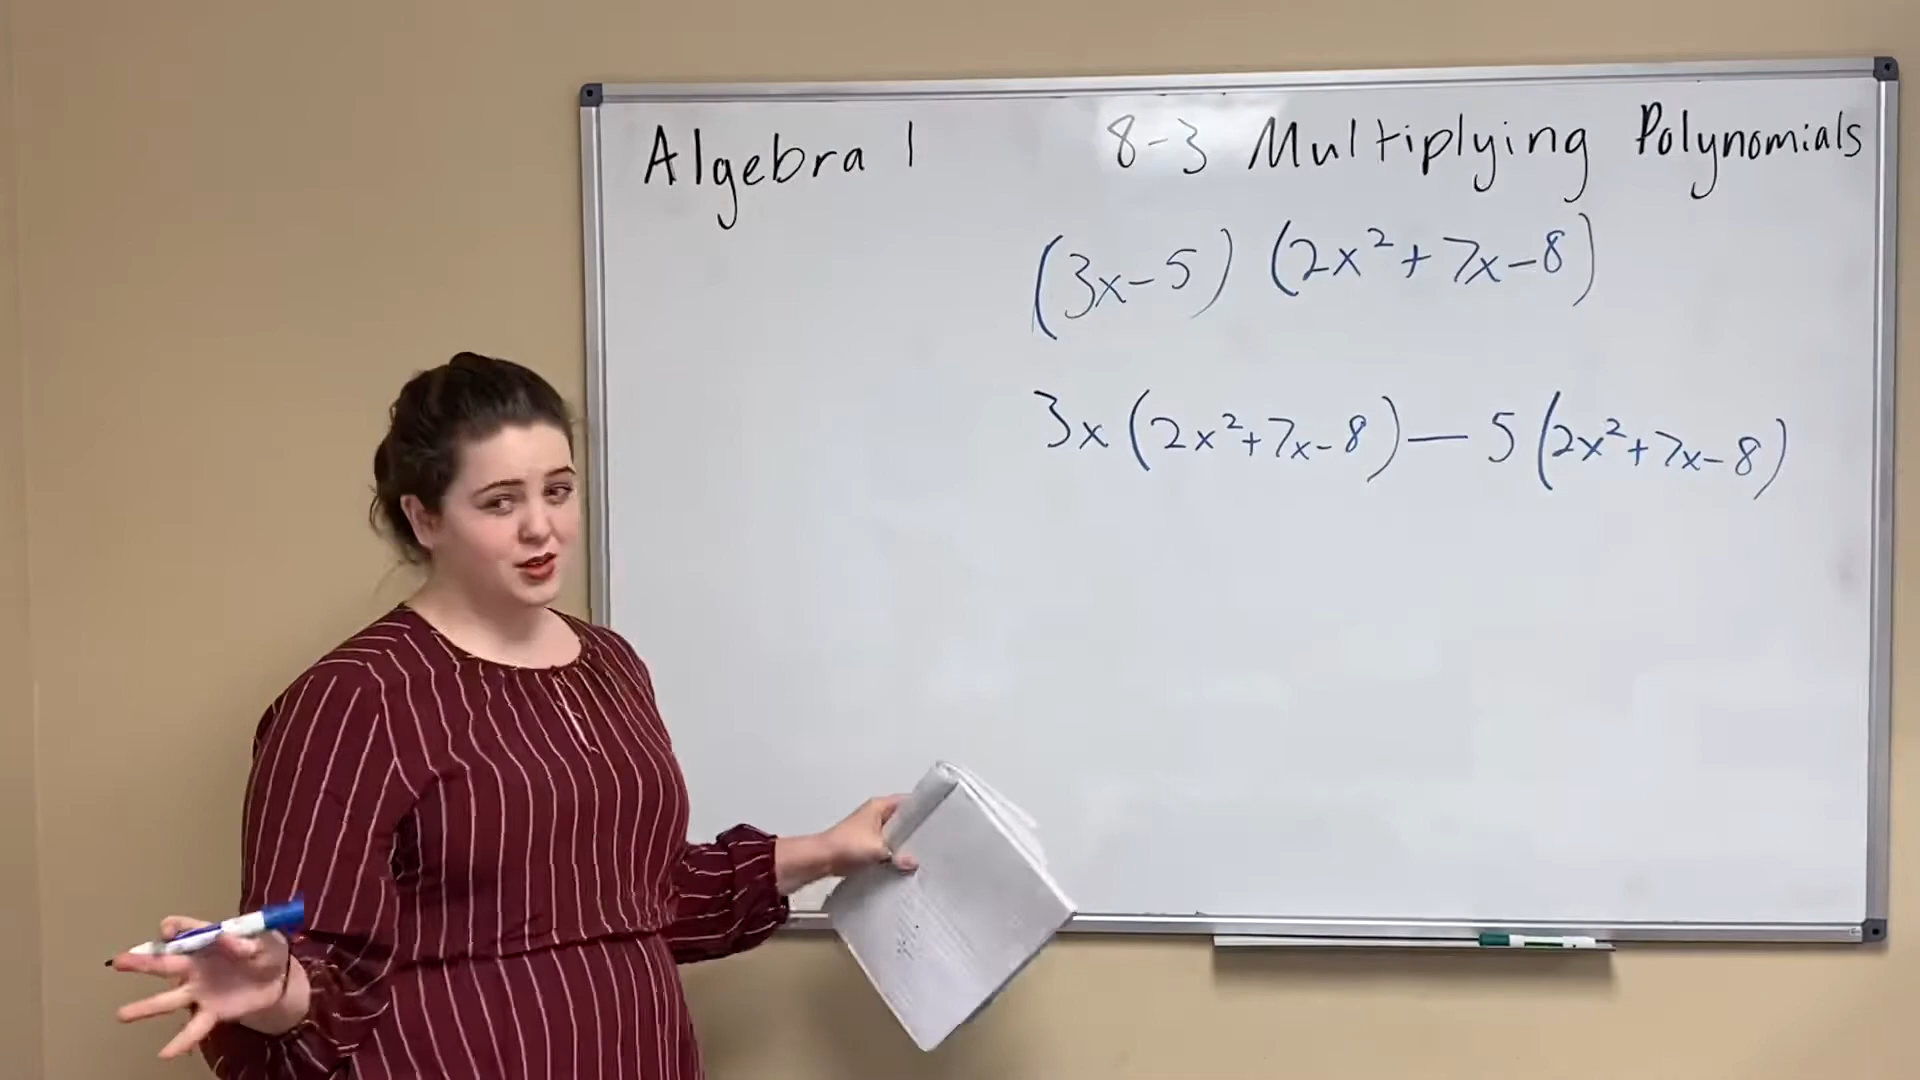 Algebra 1 8-3 Multiplying Polynomials
(3x-5) (2x²+7x-8)
3x(2x²+7x-8)—5(2x²+7x-8)